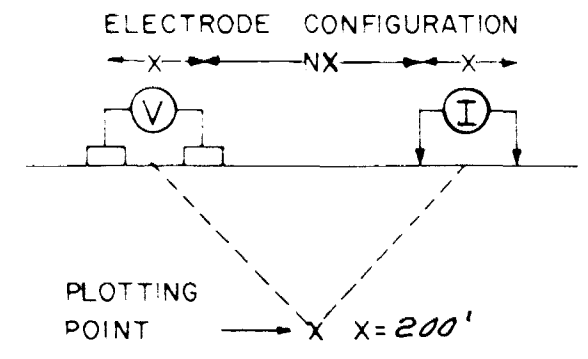 ELECTRODE CONFIGURATION
X NX X
V I
PLOTTING
POINT X X=200'